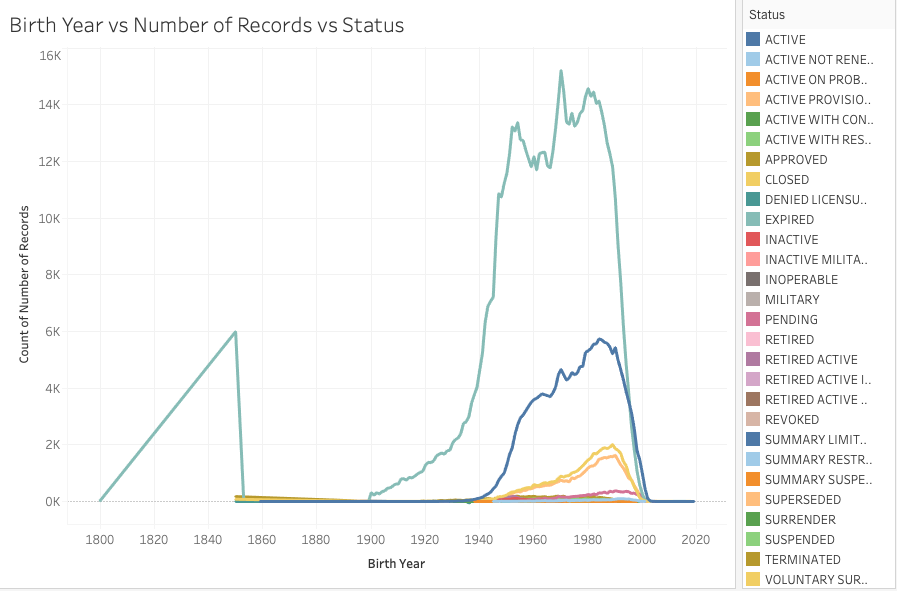 Birth Year vs Number of Records vs Status
16K
14K
12K
10K
8K
6K
4K
2K
0K
Count of Number of Records
1800
1820
1840
1860
1880
1900
1920
1940
1960
1980
2000
2020
Birth Year
Status
ACTIVE
ACTIVE NOT RENE..
ACTIVE ON PROB..
ACTIVE PROVISIO..
ACTIVE WITH CON..
ACTIVE WITH RES..
APPROVED
CLOSED
DENIED LICENSU..
EXPIRED
INACTIVE
INACTIVE MILITA..
INOPERABLE
MILITARY
PENDING
RETIRED
RETIRED ACTIVE
RETIRED ACTIVE I..
RETIRED ACTIVE ..
REVOKED
SUMMARY LIMIT..
SUMMARY RESTR..
SUMMARY SUSPE..
SUPERSEDED
SURRENDER
SUSPENDED
TERMINATED
VOLUNTARY SUR..